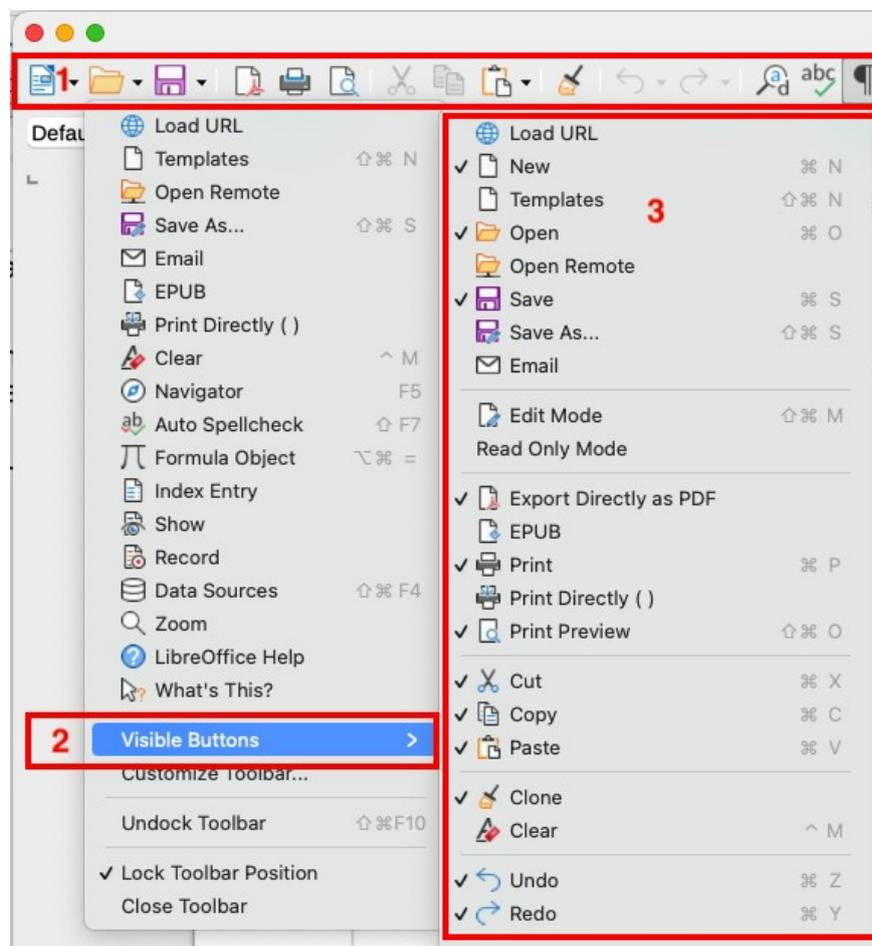 1
abc
Defau
Load URL
Templates ⇧⌘ N
Open Remote
Save As... ⇧⌘ S
Email
EPUB
Print Directly ( )
Clear ^ M
Navigator F5
Auto Spellcheck ⇧ F7
Formula Object ⌥⌘ =
Index Entry
Show
Record
Data Sources ⇧⌘ F4
Zoom
LibreOffice Help
What's This?
2 Visible Buttons >
Customize Toolbar...
Undock Toolbar ⇧⌘F10
✓ Lock Toolbar Position
Close Toolbar
3
Load URL
✓ New ⌘ N
Templates ⇧⌘ N
✓ Open ⌘ O
Open Remote
✓ Save ⌘ S
Save As... ⇧⌘ S
Email
Edit Mode ⇧⌘ M
Read Only Mode
✓ Export Directly as PDF
EPUB
✓ Print ⌘ P
Print Directly ( )
✓ Print Preview ⇧⌘ O
✓ Cut ⌘ X
✓ Copy ⌘ C
✓ Paste ⌘ V
✓ Clone
Clear ^ M
✓ Undo ⌘ Z
✓ Redo ⌘ Y